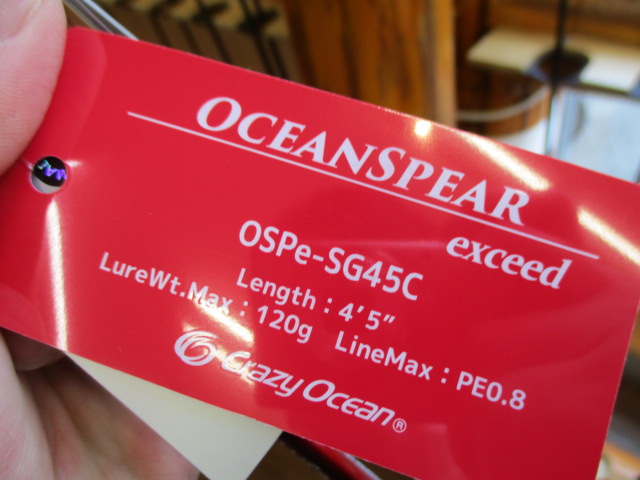 OCEANSPEAR
exceed
OSPe-SG45C
Length : 4'5"
LureWt.Max : 120g LineMax : PE0.8
Crazy Ocean®